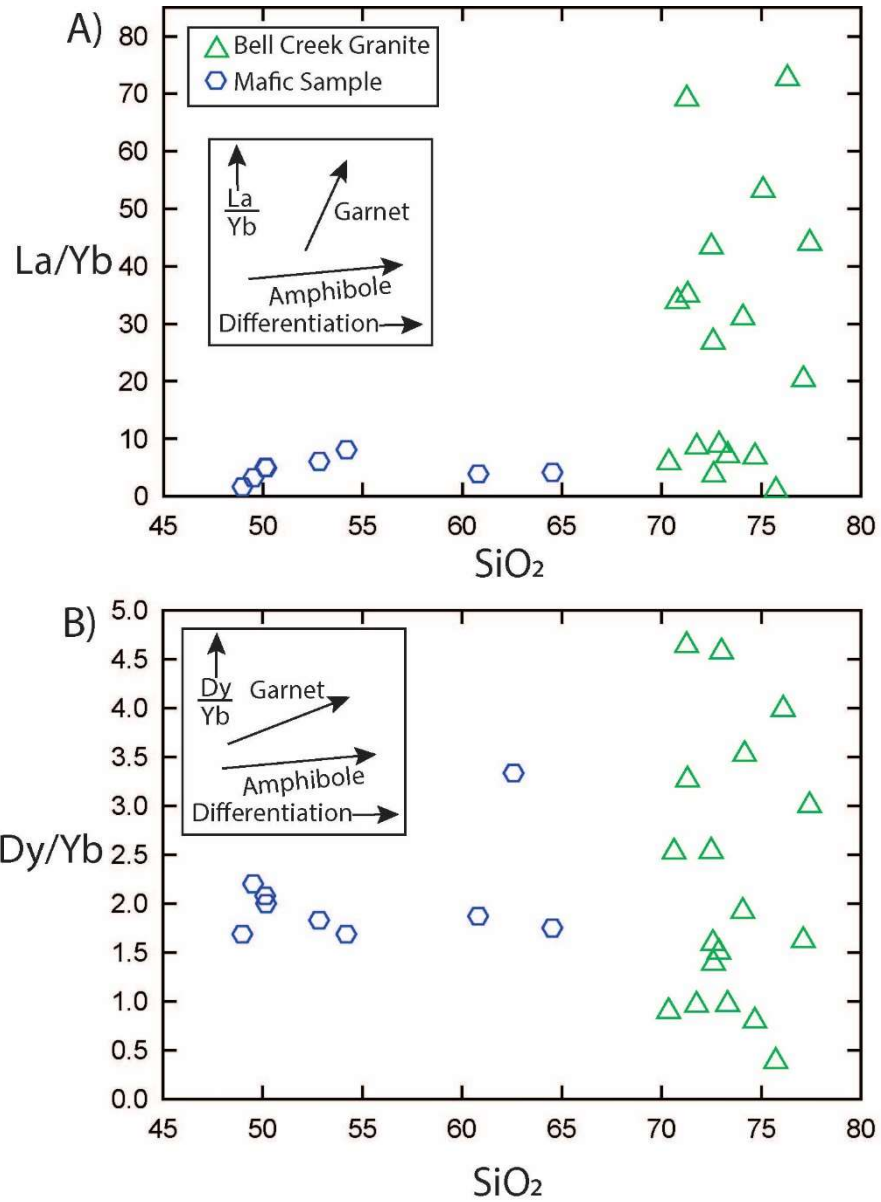 A)
Bell Creek Granite
Mafic Sample
La
Yb
Garnet
Amphibole
Differentiation
La/Yb
85
80
70
60
50
40
30
20
10
0
45 50 55 60 65 70 75 80
SiO₂
B)
Dy
Yb
Garnet
Amphibole
Differentiation
Dy/Yb
5.0
4.5
4.0
3.5
3.0
2.5
2.0
1.5
1.0
0.5
0.0
45 50 55 60 65 70 75 80
SiO₂